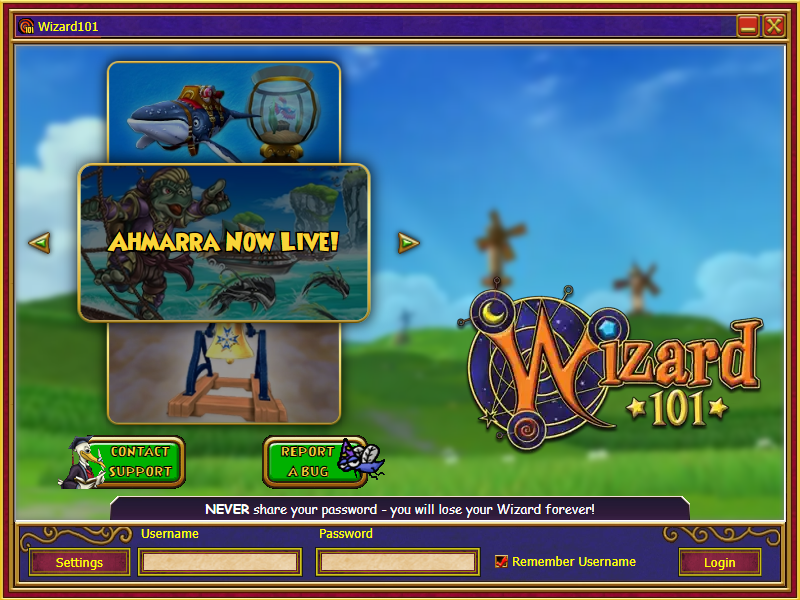 Wizard101
AHMARRA NOW LIVE!
Wizard
101
CONTACT
SUPPORT
REPORT
A BUG
NEVER share your password - you will lose your Wizard forever!
Username
Password
Settings
Remember Username
Login